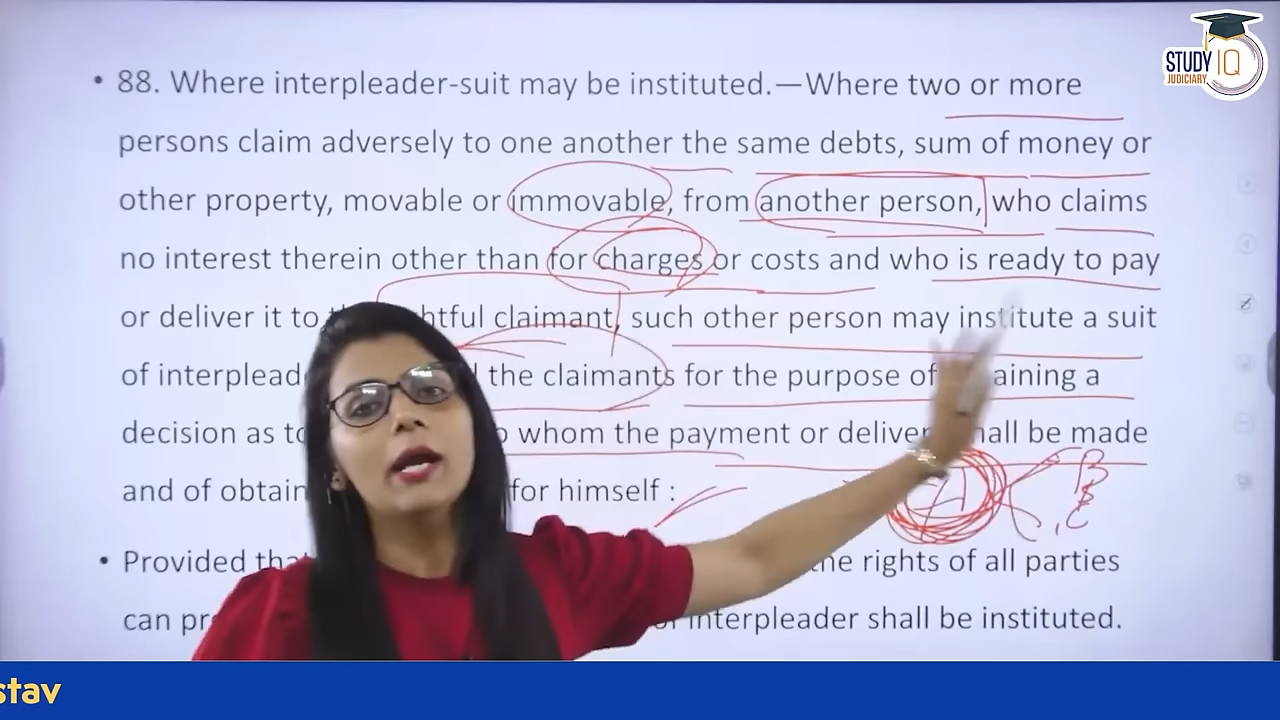 • 88. Where interpleader-suit may be instituted.—Where two or more
persons claim adversely to one another the same debts, sum of money or
other property, movable or immovable, from another person, who claims
no interest therein other than for charges or costs and who is ready to pay
or deliver it to htful claimant, such other person may institute a suit
of interplead the claimants for the purpose of aining a
decision as to whom the payment or deliver hall be made
and of obtain for himself :
• Provided tha the rights of all parties
can pr interpleader shall be instituted.
A
B
&
C
STUDY IQ
JUDICIARY
stav